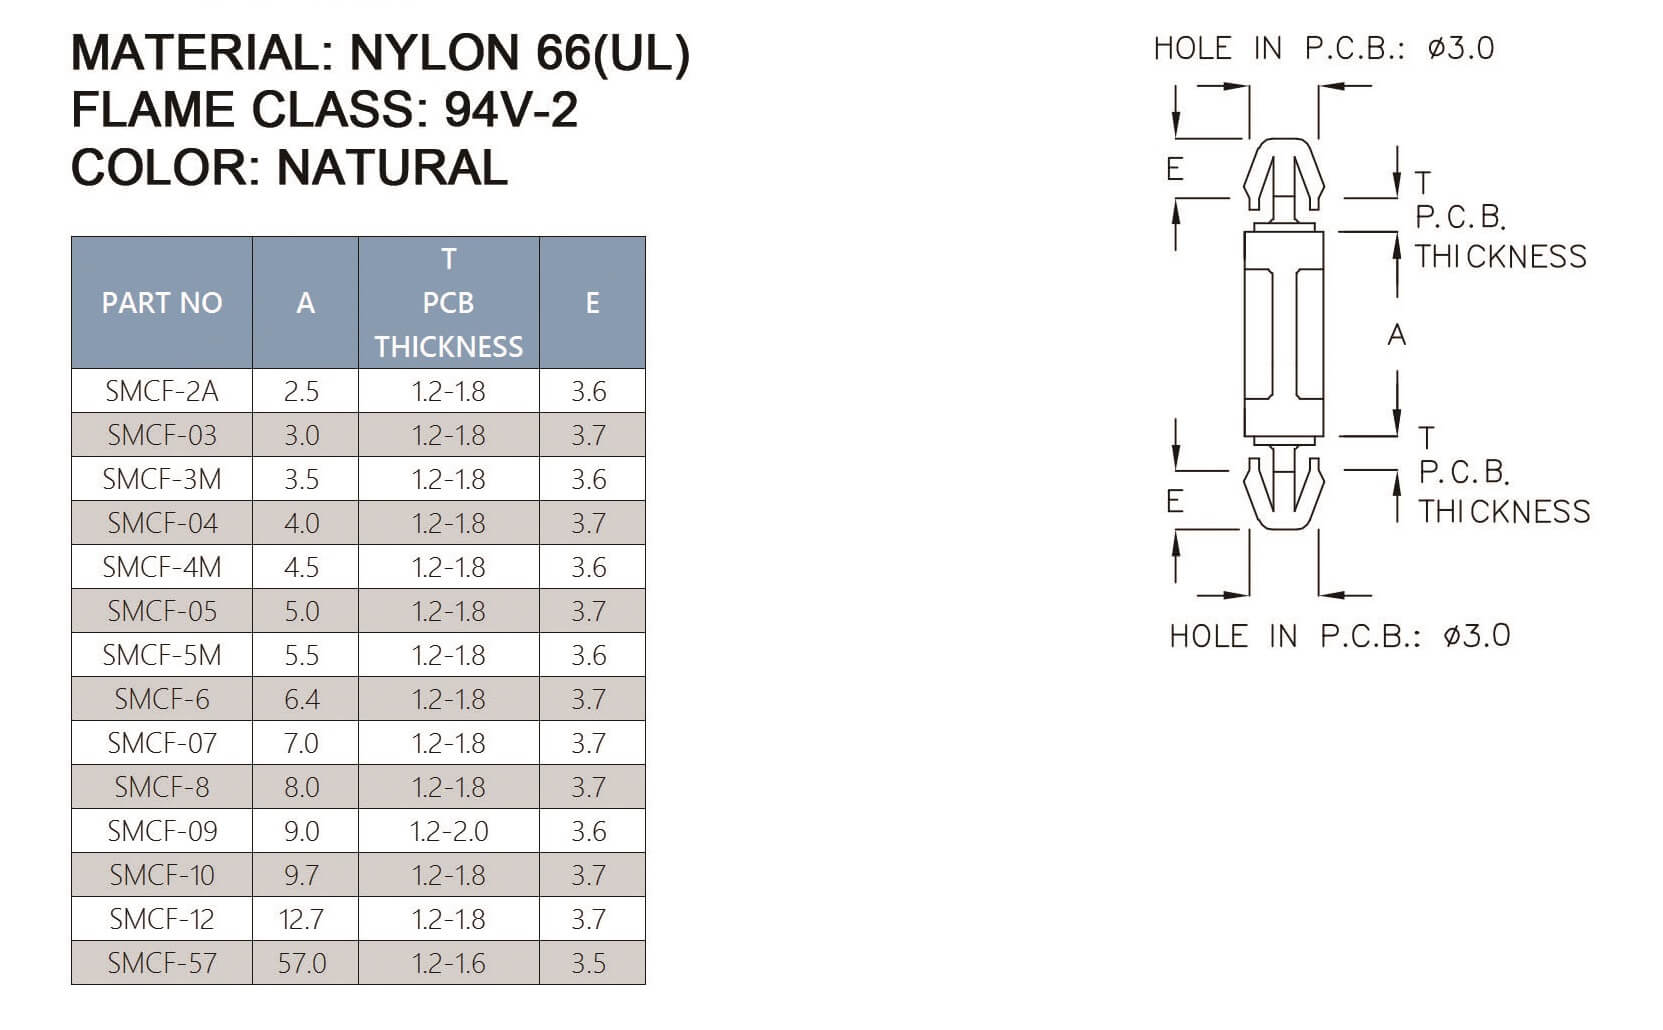 MATERIAL: NYLON 66(UL)
FLAME CLASS: 94V-2
COLOR: NATURAL
PART NO A T PCB THICKNESS E
SMCF-2A 2.5 1.2-1.8 3.6
SMCF-03 3.0 1.2-1.8 3.7
SMCF-3M 3.5 1.2-1.8 3.6
SMCF-04 4.0 1.2-1.8 3.7
SMCF-4M 4.5 1.2-1.8 3.6
SMCF-05 5.0 1.2-1.8 3.7
SMCF-5M 5.5 1.2-1.8 3.6
SMCF-6 6.4 1.2-1.8 3.7
SMCF-07 7.0 1.2-1.8 3.7
SMCF-8 8.0 1.2-1.8 3.7
SMCF-09 9.0 1.2-2.0 3.6
SMCF-10 9.7 1.2-1.8 3.7
SMCF-12 12.7 1.2-1.8 3.7
SMCF-57 57.0 1.2-1.6 3.5
HOLE IN P.C.B.: ø3.0
E
T
P.C.B.
THICKNESS
A
T
P.C.B.
THICKNESS
E
HOLE IN P.C.B.: ø3.0